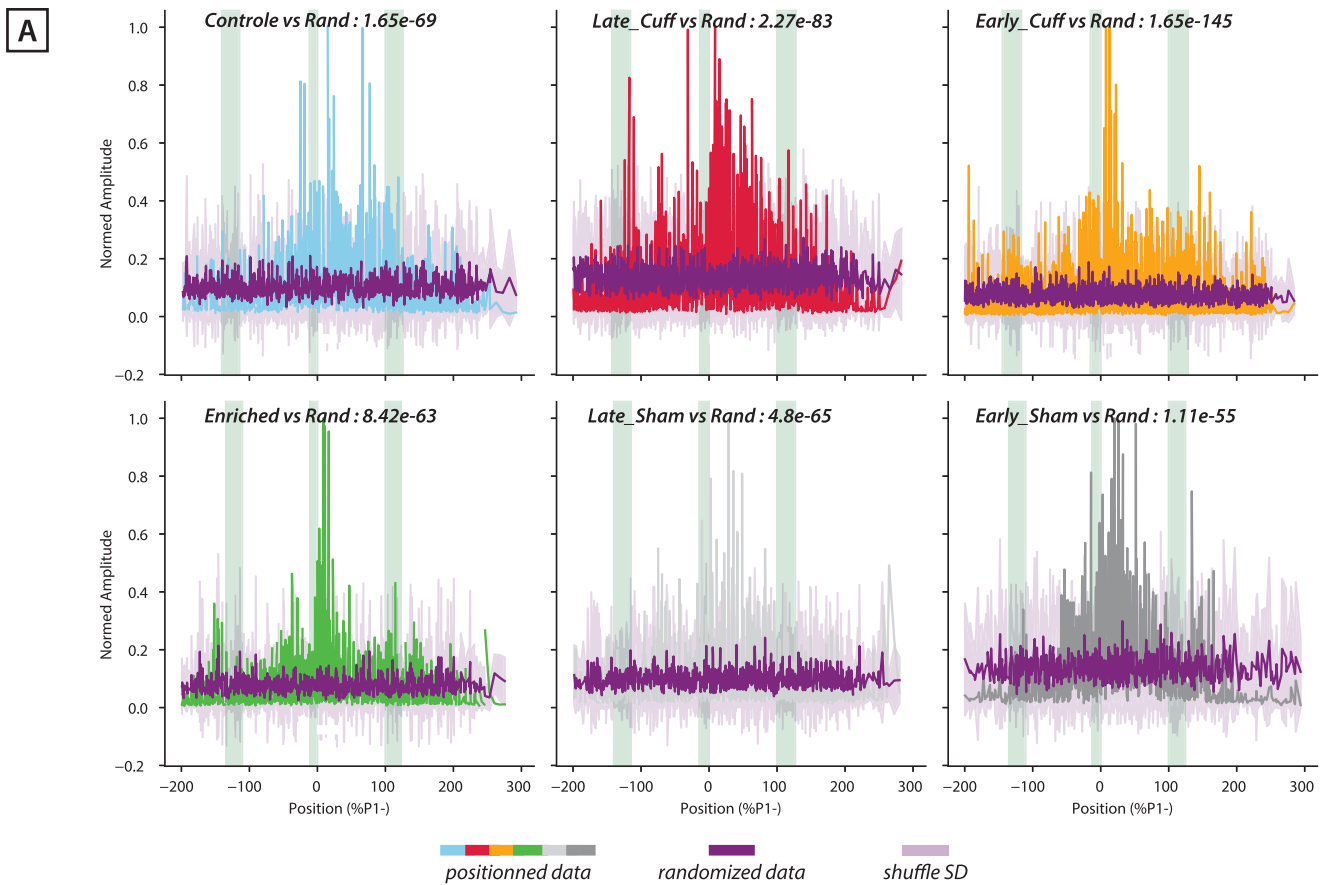 A
Controle vs Rand : 1.65e-69
Late_Cuff vs Rand : 2.27e-83
Early_Cuff vs Rand : 1.65e-145
Normed Amplitude
1.0
0.8
0.6
0.4
0.2
0.0
−0.2
Enriched vs Rand : 8.42e-63
Late_Sham vs Rand : 4.8e-65
Early_Sham vs Rand : 1.11e-55
Normed Amplitude
1.0
0.8
0.6
0.4
0.2
0.0
−0.2
−200 −100 0 100 200 300
−200 −100 0 100 200 300
−200 −100 0 100 200 300
Position (%P1-)
Position (%P1-)
Position (%P1-)
positionned data
randomized data
shuffle SD